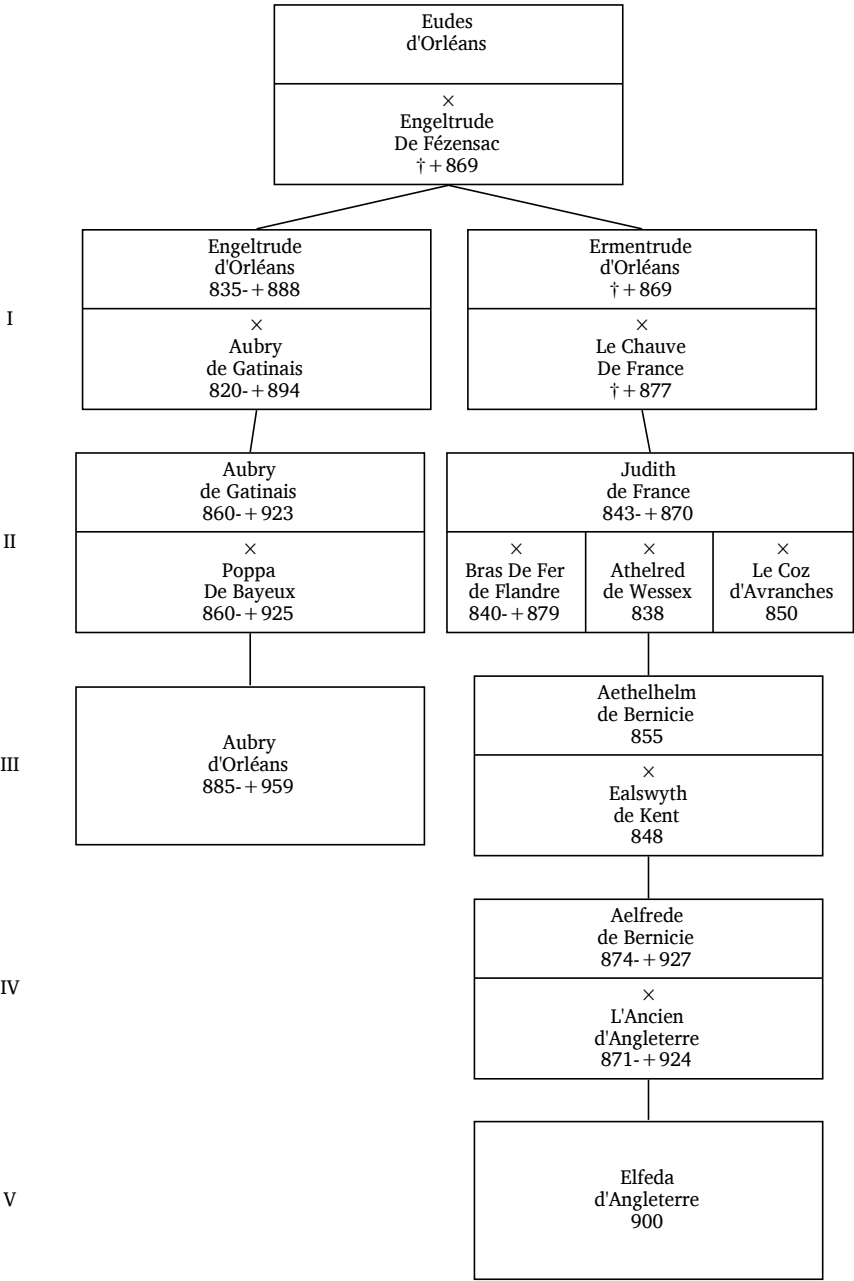 Eudes
d'Orléans
×
Engeltrude
De Fézensac
†+869
I
Engeltrude
d'Orléans
835-+888
×
Aubry
de Gatinais
820-+894
Ermentrude
d'Orléans
†+869
×
Le Chauve
De France
†+877
II
Aubry
de Gatinais
860-+923
×
Poppa
De Bayeux
860-+925
Judith
de France
843-+870
×
Bras De Fer
de Flandre
840-+879
×
Athelred
de Wessex
838
×
Le Coz
d'Avranches
850
III
Aubry
d'Orléans
885-+959
Aethelhelm
de Bernicie
855
×
Ealswyth
de Kent
848
IV
Aelfrede
de Bernicie
874-+927
×
L'Ancien
d'Angleterre
871-+924
V
Elfeda
d'Angleterre
900